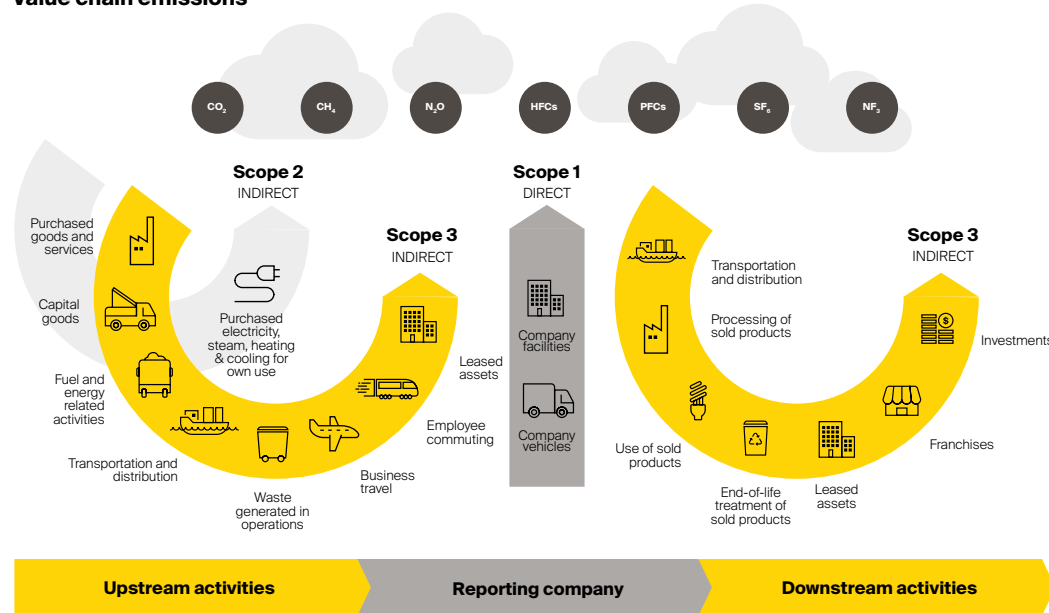 value chain emissions
CO₂
CH₄
N₂O
HFCs
PFCs
SF₆
NF₃
Scope 2
INDIRECT
Scope 1
DIRECT
Scope 3
INDIRECT
Scope 3
INDIRECT
Purchased
goods and
services
Capital
goods
Fuel and
energy
related
activities
Transportation and
distribution
Waste
generated in
operations
Business
travel
Employee
commuting
Leased
assets
Purchased
electricity,
steam, heating
& cooling for
own use
Company
facilities
Company
vehicles
Transportation
and distribution
Processing of
sold products
Use of sold
products
End-of-life
treatment of
sold products
Leased
assets
Franchises
Investments
$
Upstream activities
Reporting company
Downstream activities